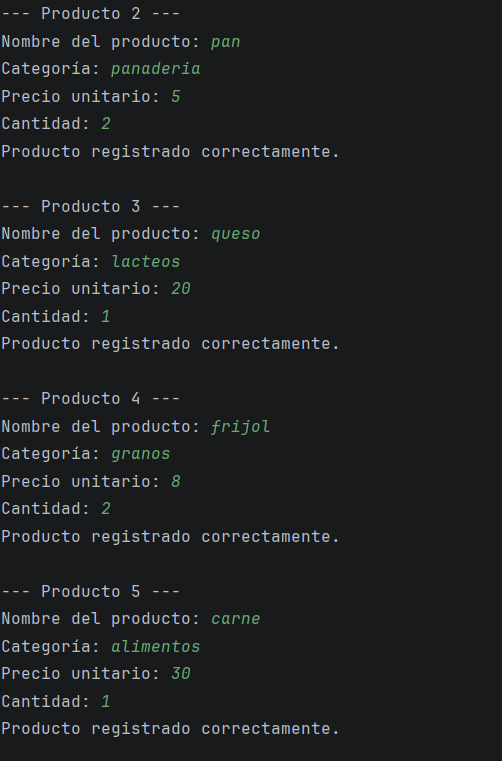 --- Producto 2 ---
Nombre del producto: pan
Categoría: panaderia
Precio unitario: 5
Cantidad: 2
Producto registrado correctamente.
--- Producto 3 ---
Nombre del producto: queso
Categoría: lacteos
Precio unitario: 20
Cantidad: 1
Producto registrado correctamente.
--- Producto 4 ---
Nombre del producto: frijol
Categoría: granos
Precio unitario: 8
Cantidad: 2
Producto registrado correctamente.
--- Producto 5 ---
Nombre del producto: carne
Categoría: alimentos
Precio unitario: 30
Cantidad: 1
Producto registrado correctamente.